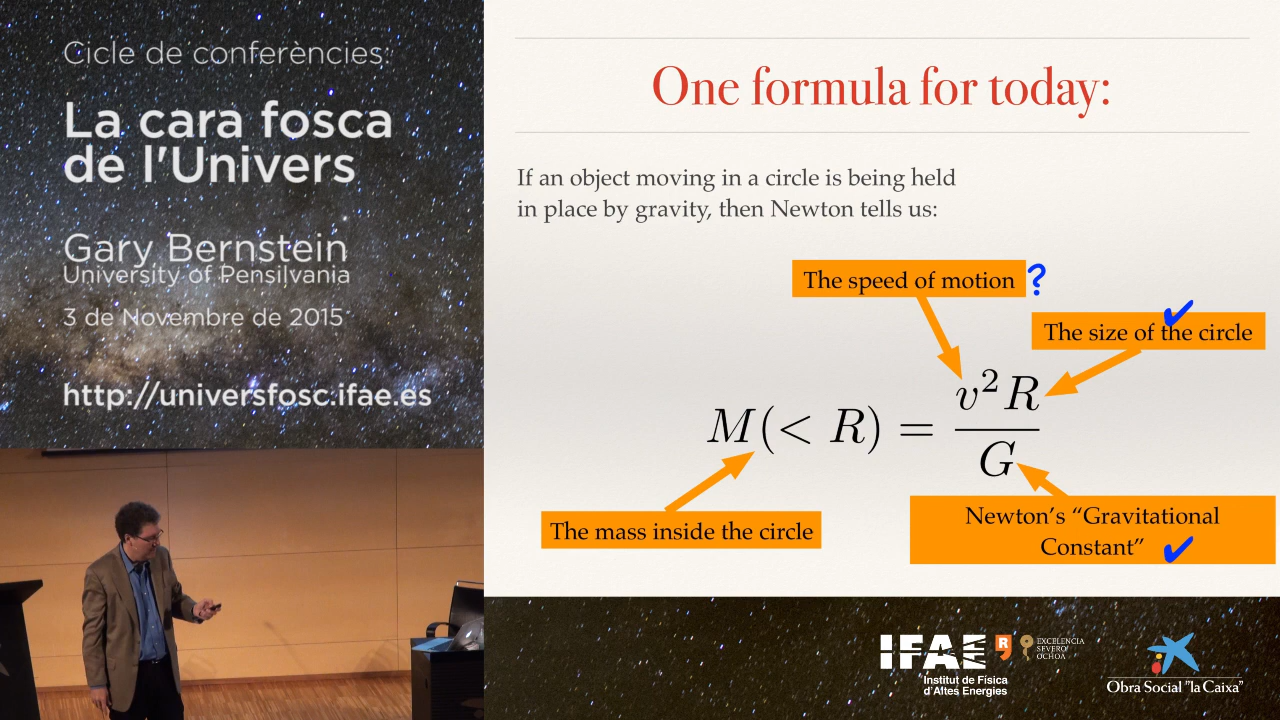 Cicle de conferències:
La cara fosca
de l'Univers
Gary Bernstein
University of Pensilvania
3 de Novembre de 2015
http://universfosc.ifae.es
One formula for today:
If an object moving in a circle is being held
in place by gravity, then Newton tells us:
The speed of motion ?
✔
The size of the circle
M(< R) = v²R / G
The mass inside the circle
Newton's “Gravitational
Constant” ✔
IFAE
Institut de Física
d'Altes Energies
EXCELENCIA
SEVERO
OCHOA
Obra Social "la Caixa"